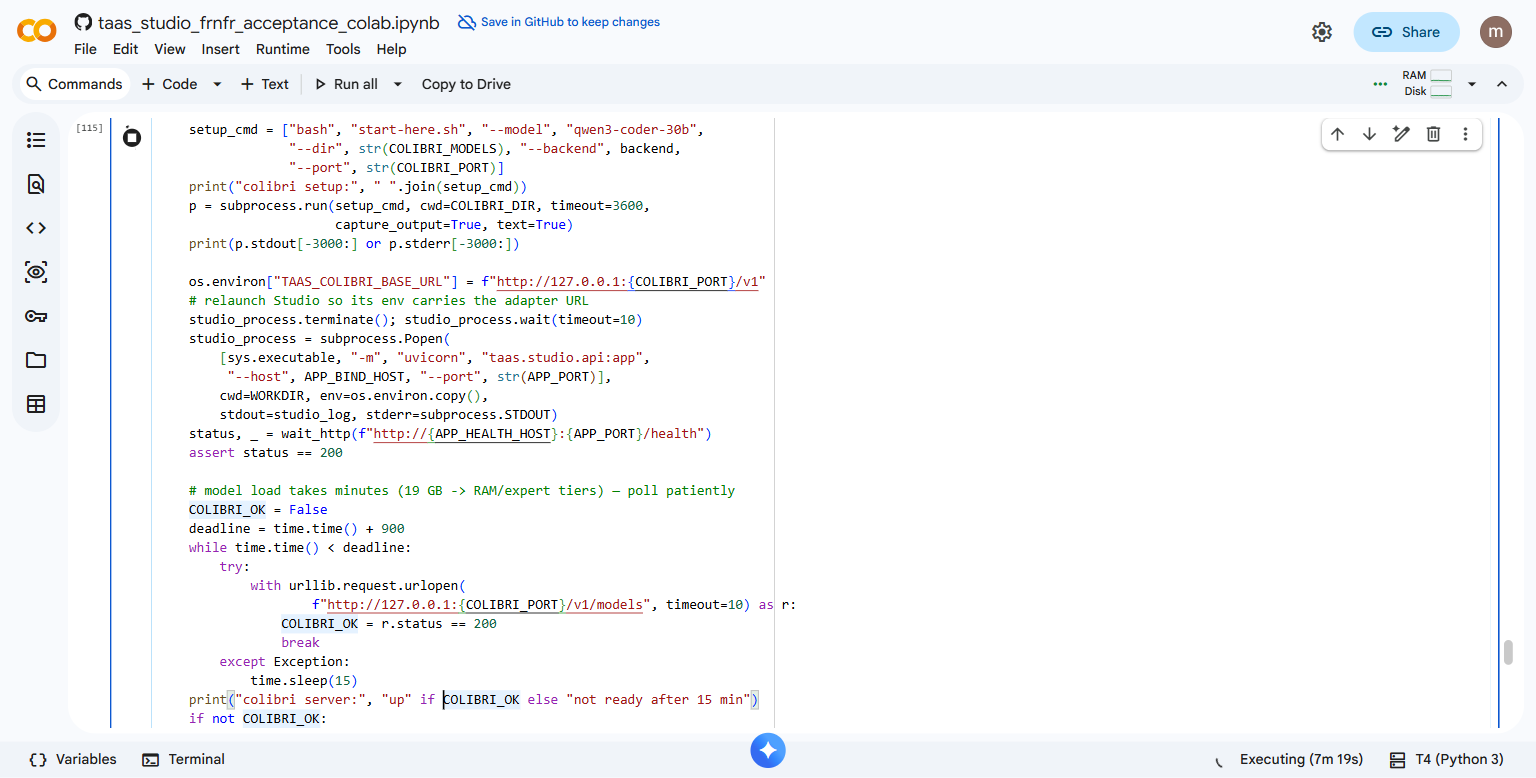 taas_studio_frnfr_acceptance_colab.ipynb
Save in GitHub to keep changes
File Edit View Insert Runtime Tools Help
Share
m
Commands + Code + Text Run all Copy to Drive
RAM
Disk
[115]
setup_cmd = ["bash", "start-here.sh", "--model", "qwen3-coder-30b",
"--dir", str(COLIBRI_MODELS), "--backend", backend,
"--port", str(COLIBRI_PORT)]
print("colibri setup:", " ".join(setup_cmd))
p = subprocess.run(setup_cmd, cwd=COLIBRI_DIR, timeout=3600,
capture_output=True, text=True)
print(p.stdout[-3000:] or p.stderr[-3000:])
os.environ["TAAS_COLIBRI_BASE_URL"] = f"http://127.0.0.1:{COLIBRI_PORT}/v1"
# relaunch Studio so its env carries the adapter URL
studio_process.terminate(); studio_process.wait(timeout=10)
studio_process = subprocess.Popen(
[sys.executable, "-m", "uvicorn", "taas.studio.api:app",
"--host", APP_BIND_HOST, "--port", str(APP_PORT)],
cwd=WORKDIR, env=os.environ.copy(),
stdout=studio_log, stderr=subprocess.STDOUT)
status, _ = wait_http(f"http://{APP_HEALTH_HOST}:{APP_PORT}/health")
assert status == 200
# model load takes minutes (19 GB -> RAM/expert tiers) — poll patiently
COLIBRI_OK = False
deadline = time.time() + 900
while time.time() < deadline:
try:
with urllib.request.urlopen(
f"http://127.0.0.1:{COLIBRI_PORT}/v1/models", timeout=10) as r:
COLIBRI_OK = r.status == 200
break
except Exception:
time.sleep(15)
print("colibri server:", "up" if COLIBRI_OK else "not ready after 15 min")
if not COLIBRI_OK:
Variables Terminal Executing (7m 19s) T4 (Python 3)